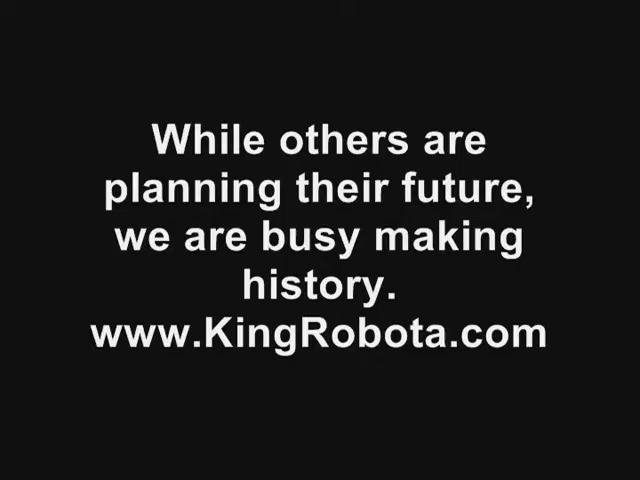 While others are
planning their future,
we are busy making
history.
www.KingRobota.com